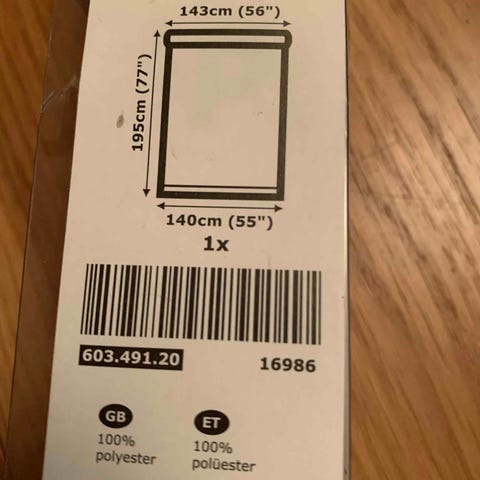 143cm (56")
195cm (77")
140cm (55")
1x
603.491.20
16986
GB
100%
polyester
ET
100%
polüester